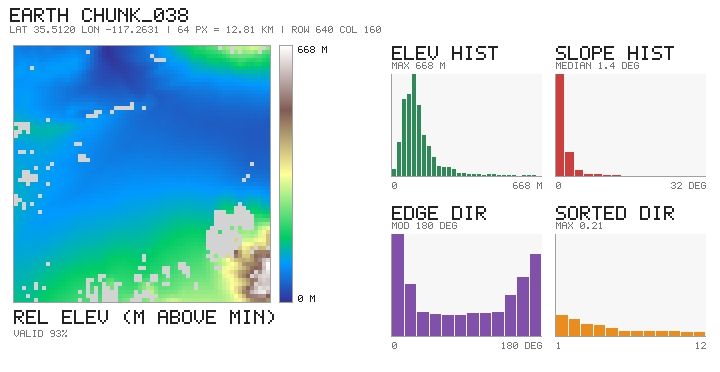 EARTH CHUNK_038
LAT 35.5120 LON -117.2631 | 64 PX = 12.81 KM | ROW 640 COL 160
668 M
0 M
REL ELEV (M ABOVE MIN)
VALID 93%
ELEV HIST
MAX 668 M
0 668 M
SLOPE HIST
MEDIAN 1.4 DEG
0 32 DEG
EDGE DIR
MOD 180 DEG
0 180 DEG
SORTED DIR
MAX 0.21
1 12